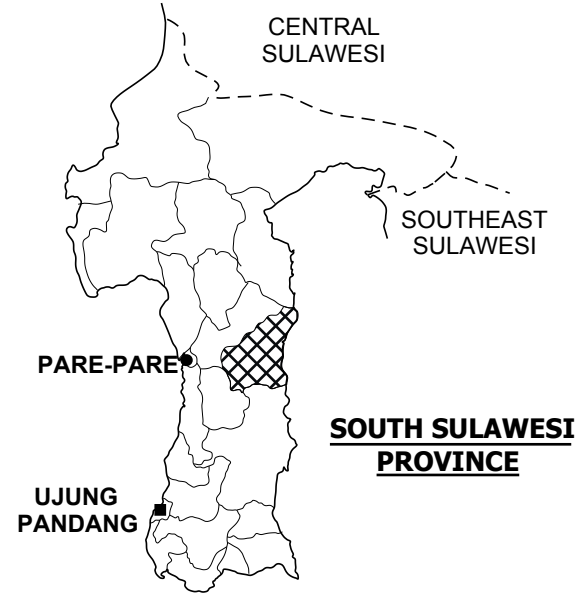 CENTRAL
SULAWESI
SOUTHEAST
SULAWESI
PARE-PARE
SOUTH SULAWESI
PROVINCE
UJUNG
PANDANG